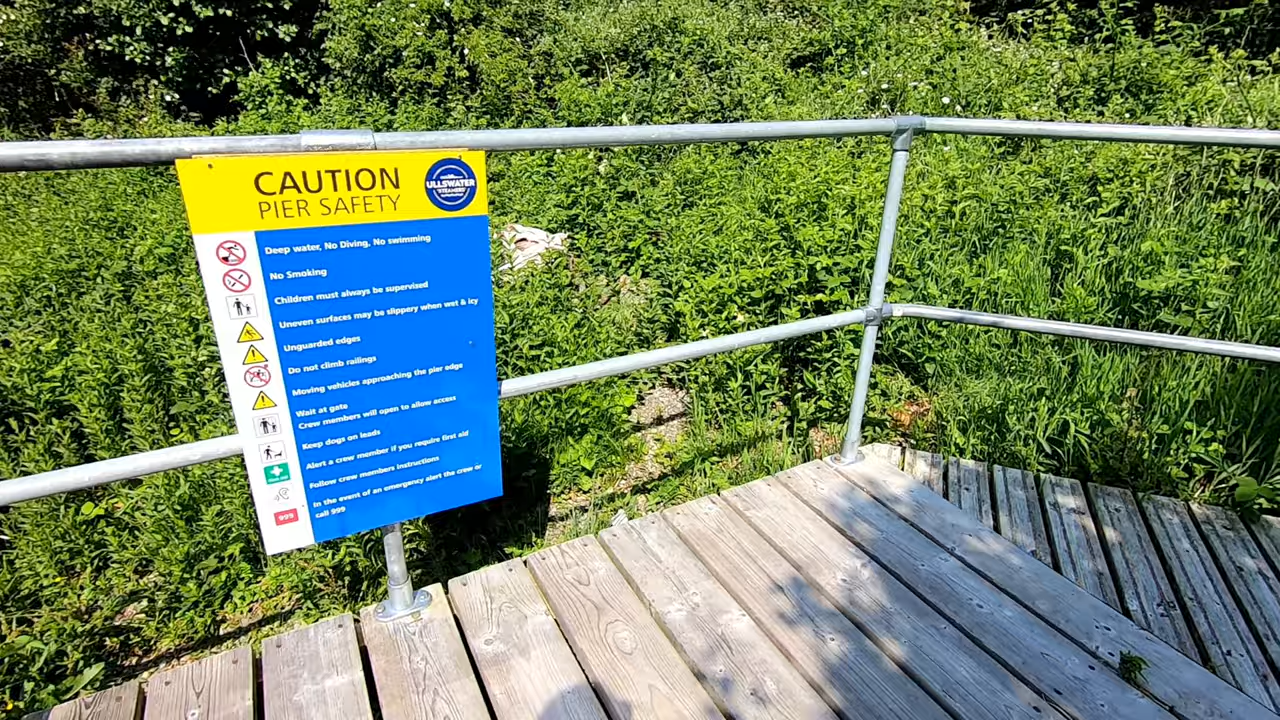 CAUTION
PIER SAFETY
ULLSWATER
'STEAMERS'
Deep water, No Diving, No swimming
No Smoking
Children must always be supervised
Uneven surfaces may be slippery when wet & icy
Unguarded edges
Do not climb railings
Moving vehicles approaching the pier edge
Wait at gate
Crew members will open to allow access
Keep dogs on leads
Alert a crew member if you require first aid
Follow crew members instructions
In the event of an emergency alert the crew or
call 999
999